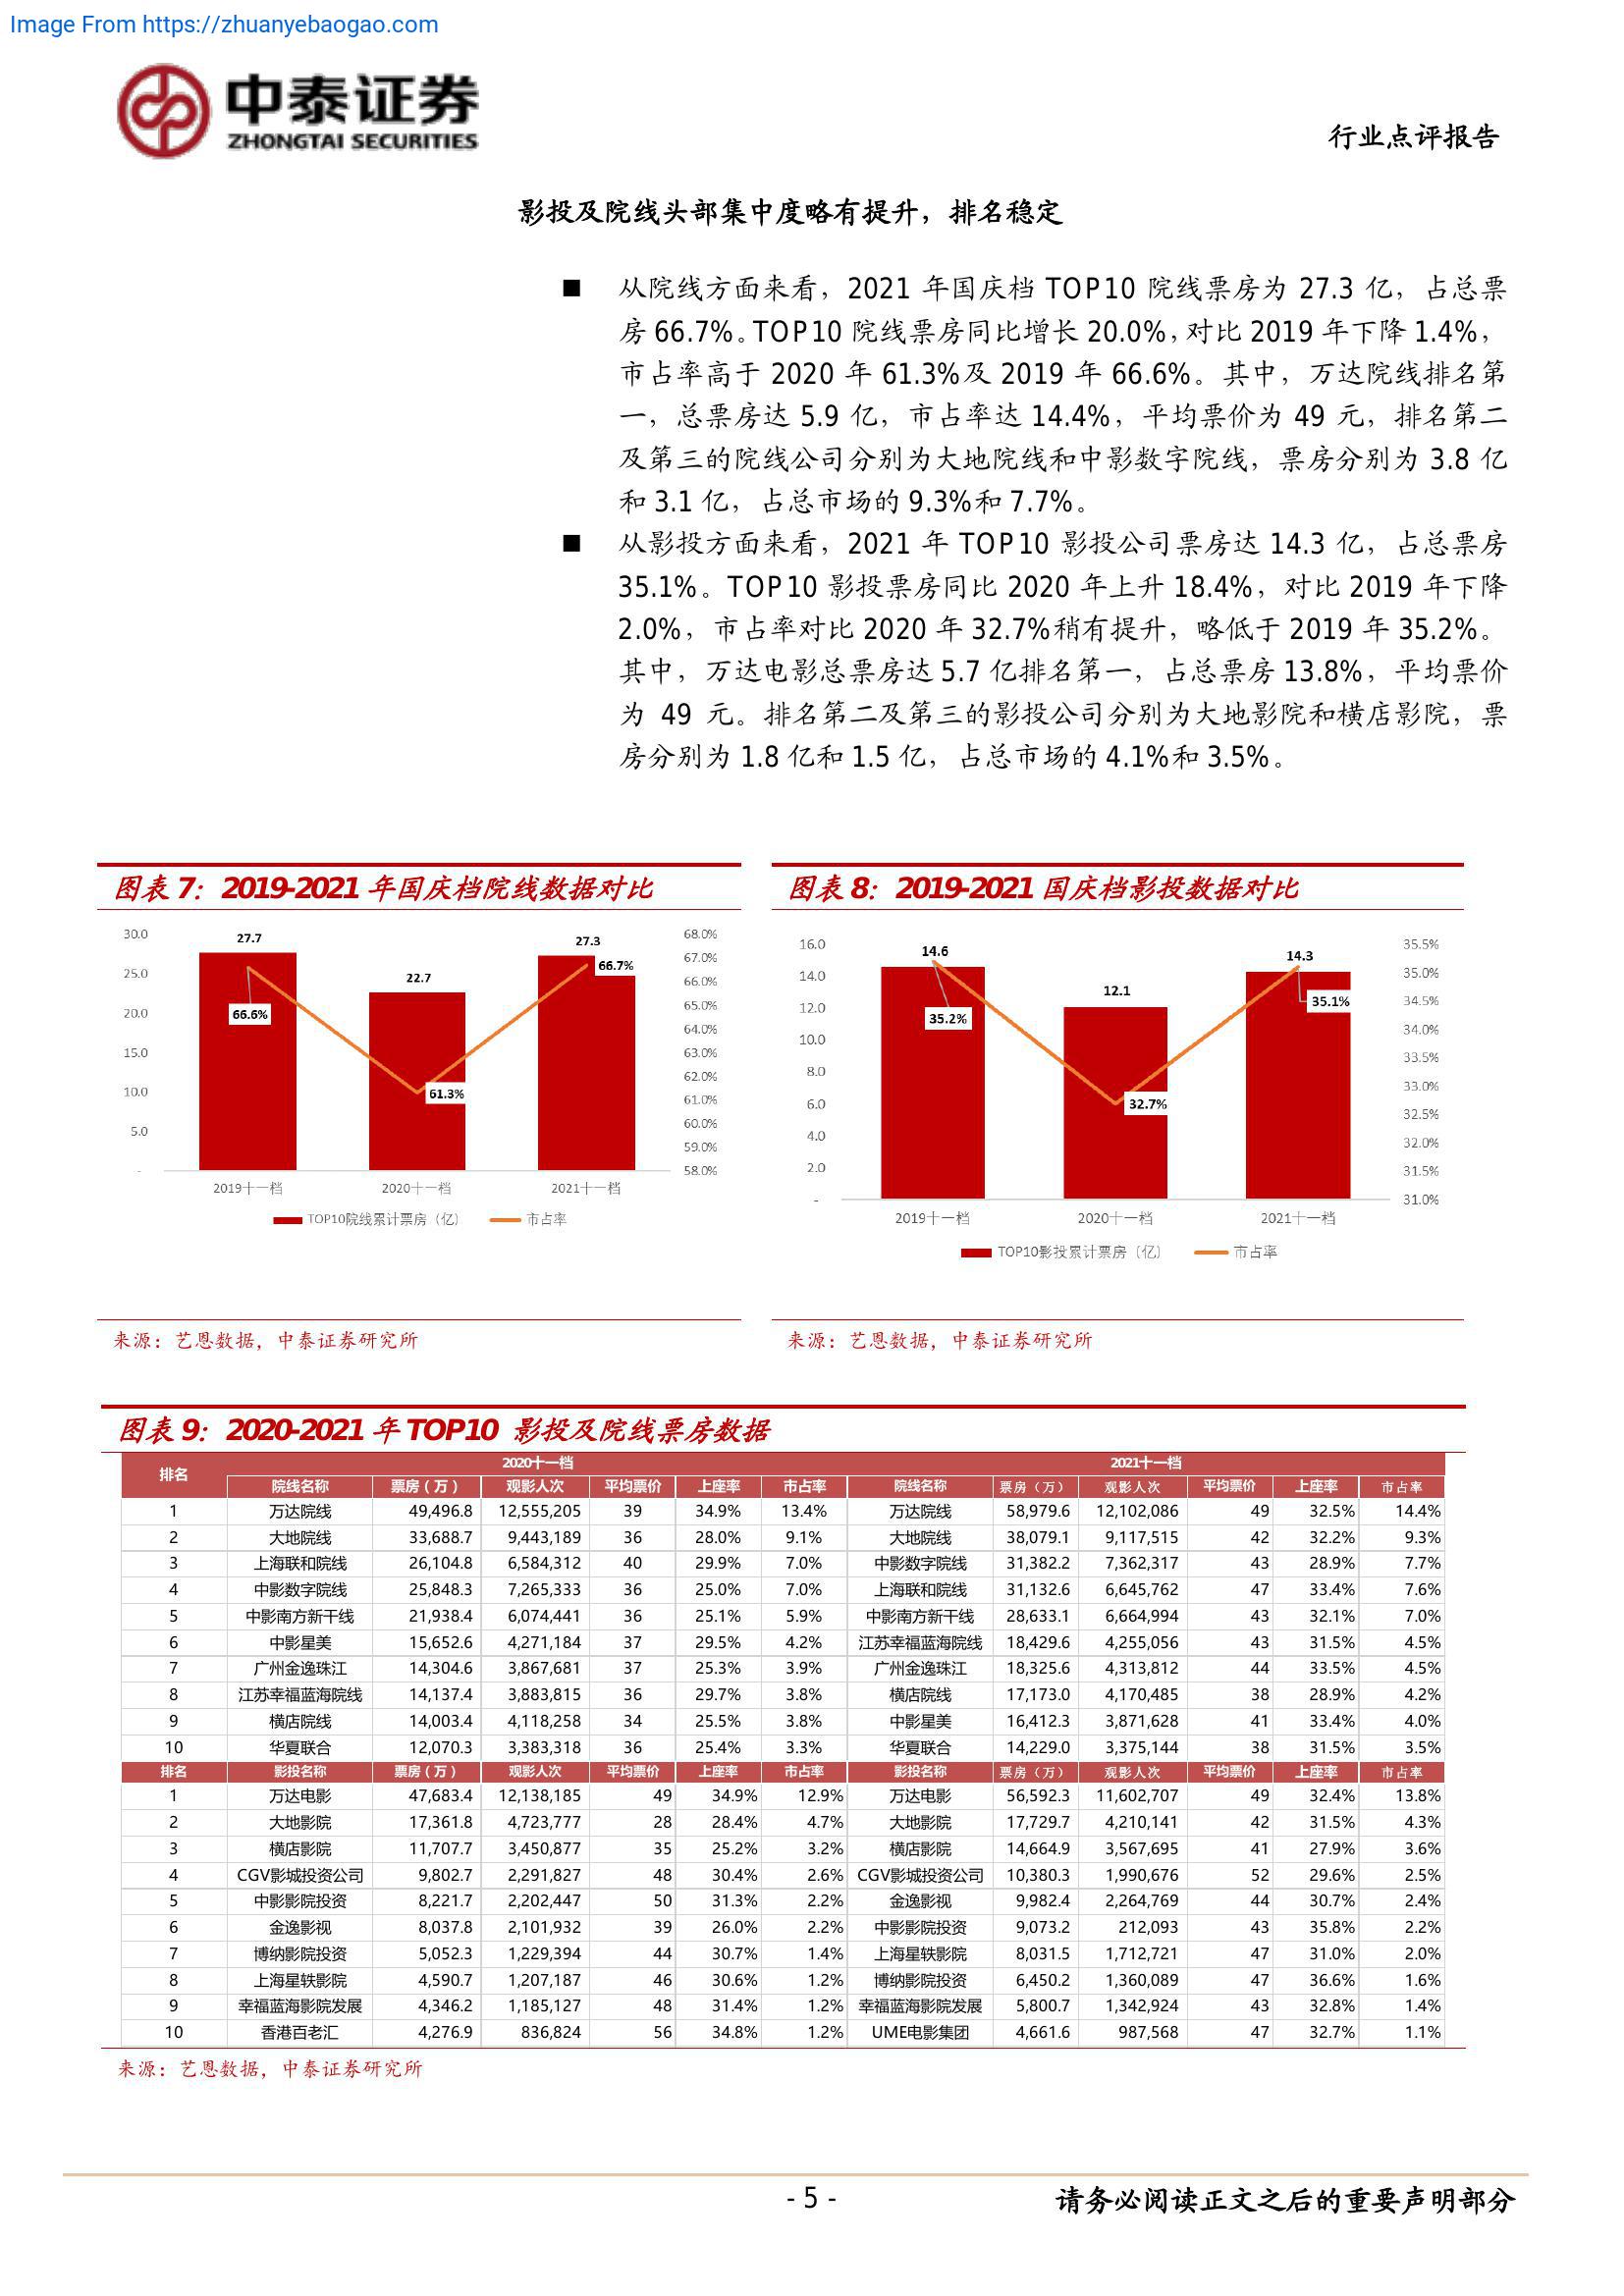 Image From https://zhuanyebaogao.com
中泰证券
ZHONGTAI SECURITIES
行业点评报告
影投及院线头部集中度略有提升，排名稳定
■ 从院线方面来看，2021 年国庆档 TOP10 院线票房为 27.3 亿，占总票
房 66.7%。TOP10 院线票房同比增长 20.0%，对比 2019 年下降 1.4%，
市占率高于 2020 年 61.3%及 2019 年 66.6%。其中，万达院线排名第
一，总票房达 5.9 亿，市占率达 14.4%，平均票价为 49 元，排名第二
及第三的院线公司分别为大地院线和中影数字院线，票房分别为 3.8 亿
和 3.1 亿，占总市场的 9.3%和 7.7%。
■ 从影投方面来看，2021 年 TOP10 影投公司票房达 14.3 亿，占总票房
35.1%。TOP10 影投票房同比 2020 年上升 18.4%，对比 2019 年下降
2.0%，市占率对比 2020 年 32.7%稍有提升，略低于 2019 年 35.2%。
其中，万达电影总票房达 5.7 亿排名第一，占总票房 13.8%，平均票价
为 49 元。排名第二及第三的影投公司分别为大地影院和横店影院，票
房分别为 1.8 亿和 1.5 亿，占总市场的 4.1%和 3.5%。
图表 7：2019-2021 年国庆档院线数据对比
30.0
25.0
20.0
15.0
10.0
5.0
-
27.7
22.7
27.3
66.6%
61.3%
66.7%
68.0%
67.0%
66.0%
65.0%
64.0%
63.0%
62.0%
61.0%
60.0%
59.0%
58.0%
2019十一档 2020十一档 2021十一档
TOP10院线累计票房（亿） 市占率
来源：艺恩数据，中泰证券研究所
图表 8：2019-2021 国庆档影投数据对比
16.0
14.0
12.0
10.0
8.0
6.0
4.0
2.0
-
14.6
12.1
14.3
35.2%
32.7%
35.1%
35.5%
35.0%
34.5%
34.0%
33.5%
33.0%
32.5%
32.0%
31.5%
31.0%
2019十一档 2020十一档 2021十一档
TOP10影投累计票房（亿） 市占率
来源：艺恩数据，中泰证券研究所
图表 9：2020-2021 年 TOP10 影投及院线票房数据
排名 2020十一档 2021十一档
院线名称 票房（万） 观影人次 平均票价 上座率 市占率 院线名称 票房（万） 观影人次 平均票价 上座率 市占率
1 万达院线 49,496.8 12,555,205 39 34.9% 13.4% 万达院线 58,979.6 12,102,086 49 32.5% 14.4%
2 大地院线 33,688.7 9,443,189 36 28.0% 9.1% 大地院线 38,079.1 9,117,515 42 32.2% 9.3%
3 上海联和院线 26,104.8 6,584,312 40 29.9% 7.0% 中影数字院线 31,382.2 7,362,317 43 28.9% 7.7%
4 中影数字院线 25,848.3 7,265,333 36 25.0% 7.0% 上海联和院线 31,132.6 6,645,762 47 33.4% 7.6%
5 中影南方新干线 21,938.4 6,074,441 36 25.1% 5.9% 中影南方新干线 28,633.1 6,664,994 43 32.1% 7.0%
6 中影星美 15,652.6 4,271,184 37 29.5% 4.2% 江苏幸福蓝海院线 18,429.6 4,255,056 43 31.5% 4.5%
7 广州金逸珠江 14,304.6 3,867,681 37 25.3% 3.9% 广州金逸珠江 18,325.6 4,313,812 44 33.5% 4.5%
8 江苏幸福蓝海院线 14,137.4 3,883,815 36 29.7% 3.8% 横店院线 17,173.0 4,170,485 38 28.9% 4.2%
9 横店院线 14,003.4 4,118,258 34 25.5% 3.8% 中影星美 16,412.3 3,871,628 41 33.4% 4.0%
10 华夏联合 12,070.3 3,383,318 36 25.4% 3.3% 华夏联合 14,229.0 3,375,144 38 31.5% 3.5%
排名 影投名称 票房（万） 观影人次 平均票价 上座率 市占率 影投名称 票房（万） 观影人次 平均票价 上座率 市占率
1 万达电影 47,683.4 12,138,185 49 34.9% 12.9% 万达电影 56,592.3 11,602,707 49 32.4% 13.8%
2 大地影院 17,361.8 4,723,777 28 28.4% 4.7% 大地影院 17,729.7 4,210,141 42 31.5% 4.3%
3 横店影院 11,707.7 3,450,877 35 25.2% 3.2% 横店影院 14,664.9 3,567,695 41 27.9% 3.6%
4 CGV影城投资公司 9,802.7 2,291,827 48 30.4% 2.6% CGV影城投资公司 10,380.3 1,990,676 52 29.6% 2.5%
5 中影影院投资 8,221.7 2,202,447 50 31.3% 2.2% 金逸影视 9,982.4 2,264,769 44 30.7% 2.4%
6 金逸影视 8,037.8 2,101,932 39 26.0% 2.2% 中影影院投资 9,073.2 212,093 43 35.8% 2.2%
7 博纳影院投资 5,052.3 1,229,394 44 30.7% 1.4% 上海星轶影院 8,031.5 1,712,721 47 31.0% 2.0%
8 上海星轶影院 4,590.7 1,207,187 46 30.6% 1.2% 博纳影院投资 6,450.2 1,360,089 47 36.6% 1.6%
9 幸福蓝海影院发展 4,346.2 1,185,127 48 31.4% 1.2% 幸福蓝海影院发展 5,800.7 1,342,924 43 32.8% 1.4%
10 香港百老汇 4,276.9 836,824 56 34.8% 1.2% UME电影集团 4,661.6 987,568 47 32.7% 1.1%
来源：艺恩数据，中泰证券研究所
- 5 -
请务必阅读正文之后的重要声明部分